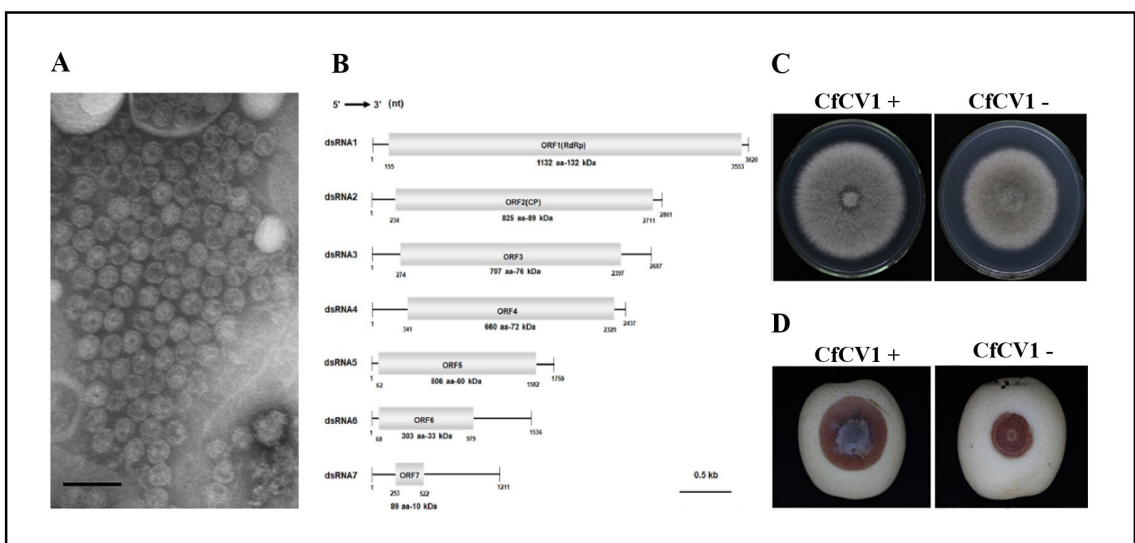 A
B
5' 3' (nt)
dsRNA1
ORF1(RdRp)
1 155 1132 aa-132 kDa 3553 3620
dsRNA2
ORF2(CP)
1 234 825 aa-89 kDa 2711 2801
dsRNA3
ORF3
1 274 707 aa-76 kDa 2397 2687
dsRNA4
ORF4
1 341 660 aa-72 kDa 2329 2437
dsRNA5
ORF5
1 62 506 aa-60 kDa 1582 1759
dsRNA6
ORF6
1 68 303 aa-33 kDa 979 1536
dsRNA7
ORF7
1 253 522 1211
89 aa-10 kDa
0.5 kb
C
CfCV1 + CfCV1 -
D
CfCV1 + CfCV1 -